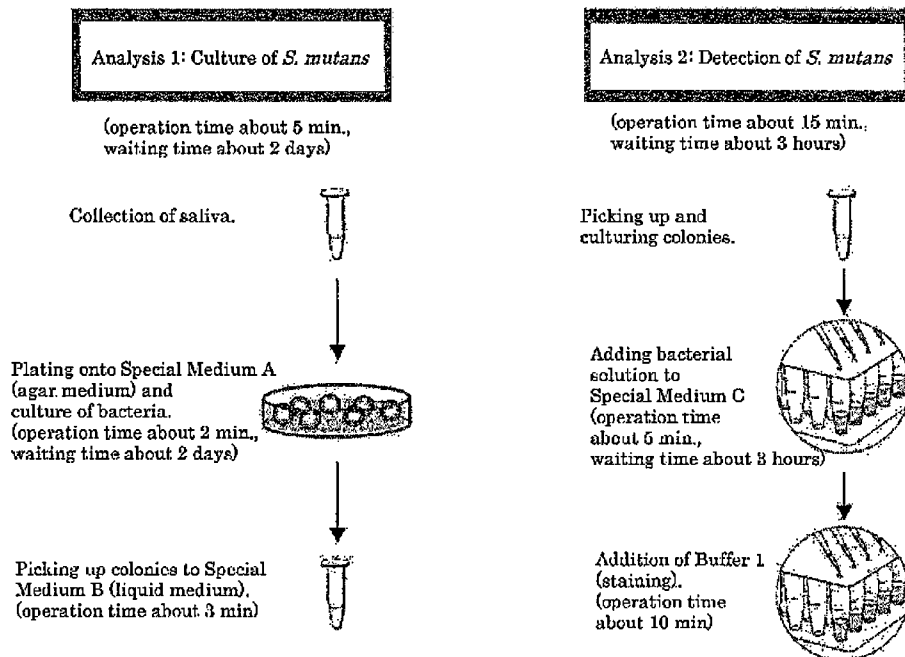 Analysis 1: Culture of S. mutans
(operation time about 5 min.,
waiting time about 2 days)
Collection of saliva.
Plating onto Special Medium A
(agar medium) and
culture of bacteria.
(operation time about 2 min.,
waiting time about 2 days)
Picking up colonies to Special
Medium B (liquid medium).
(operation time about 3 min)
Analysis 2: Detection of S. mutans
(operation time about 15 min.,
waiting time about 3 hours)
Picking up and
culturing colonies.
Adding bacterial
solution to
Special Medium C
(operation time
about 5 min.,
waiting time about 3 hours)
Addition of Buffer 1
(staining).
(operation time
about 10 min)